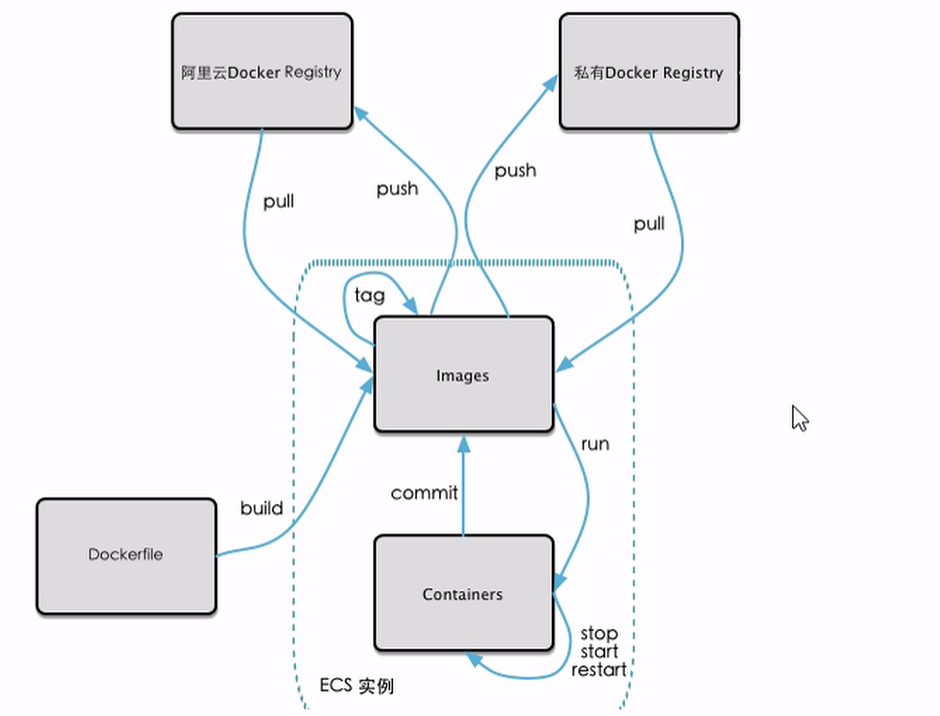 阿里云Docker Registry
私有Docker Registry
pull
push
push
pull
tag
Images
run
commit
build
Dockerfile
Containers
stop
start
restart
ECS 实例